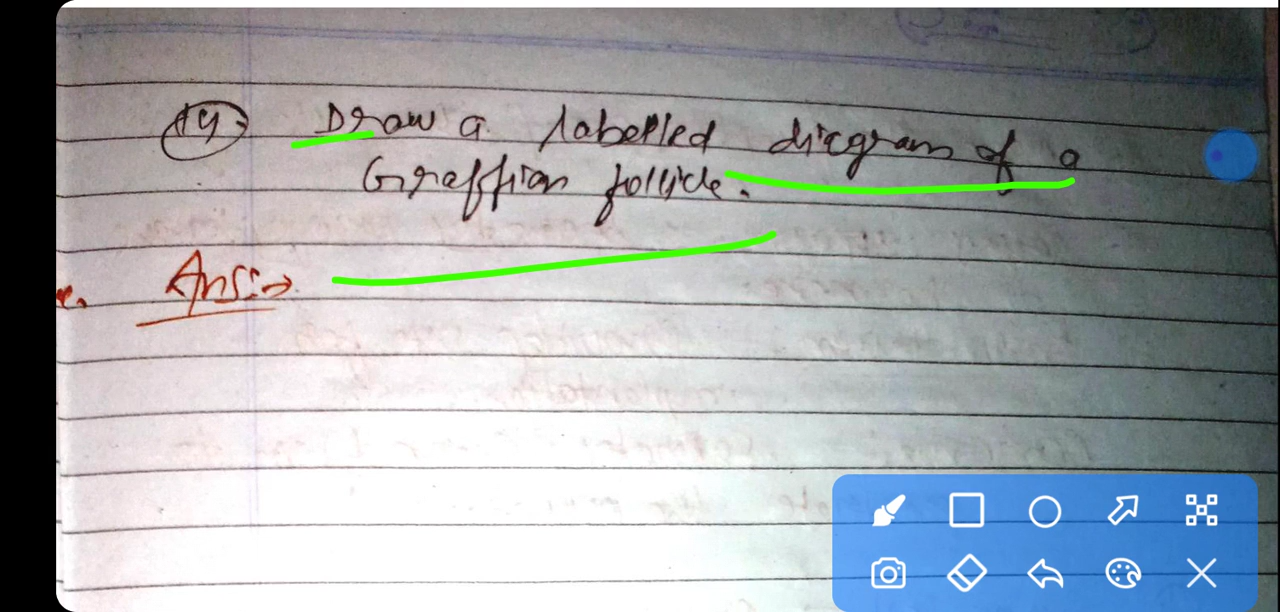 14) Draw a labelled diagram of a
Graffian follicle.
Ans:→